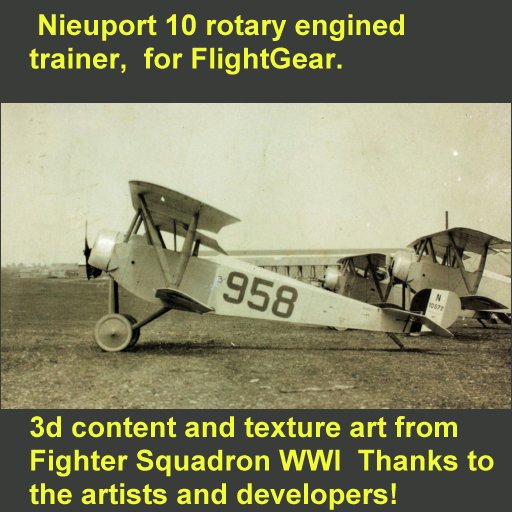 Nieuport 10 rotary engined
trainer,  for FlightGear.
958
N
10572
3d content and texture art from
Fighter Squadron WWI  Thanks to
the artists and developers!